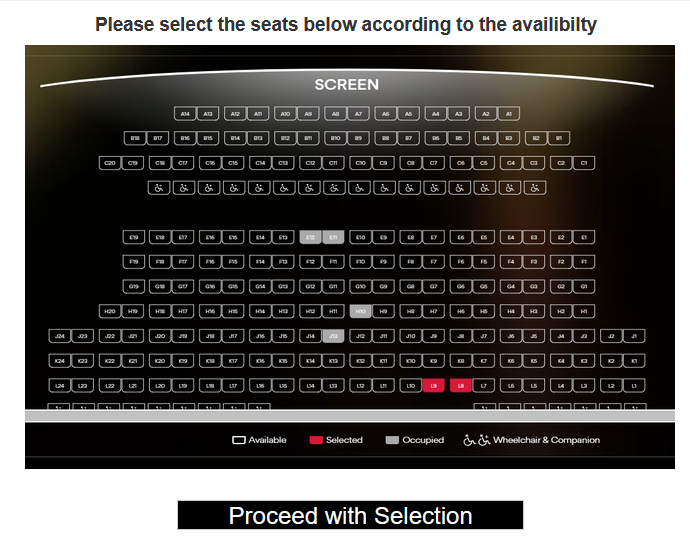 Please select the seats below according to the availibilty
SCREEN
A14 A13 A12 A11 A10 A9 A8 A7 A6 A5 A4 A3 A2 A1
B18 B17 B16 B15 B14 B13 B12 B11 B10 B9 B8 B7 B6 B5 B4 B3 B2 B1
C20 C19 C18 C17 C16 C15 C14 C13 C12 C11 C10 C9 C8 C7 C6 C5 C4 C3 C2 C1
E19 E18 E17 E16 E15 E14 E13 E12 E11 E10 E9 E8 E7 E6 E5 E4 E3 E2 E1
F19 F18 F17 F16 F15 F14 F13 F12 F11 F10 F9 F8 F7 F6 F5 F4 F3 F2 F1
G19 G18 G17 G16 G15 G14 G13 G12 G11 G10 G9 G8 G7 G6 G5 G4 G3 G2 G1
H20 H19 H18 H17 H16 H15 H14 H13 H12 H11 H10 H9 H8 H7 H6 H5 H4 H3 H2 H1
J24 J23 J22 J21 J20 J19 J18 J17 J16 J15 J14 J13 J12 J11 J10 J9 J8 J7 J6 J5 J4 J3 J2 J1
K24 K23 K22 K21 K20 K19 K18 K17 K16 K15 K14 K13 K12 K11 K10 K9 K8 K7 K6 K5 K4 K3 K2 K1
L24 L23 L22 L21 L20 L19 L18 L17 L16 L15 L14 L13 L12 L11 L10 L9 L8 L7 L6 L5 L4 L3 L2 L1
Available Selected Occupied Wheelchair & Companion
Proceed with Selection